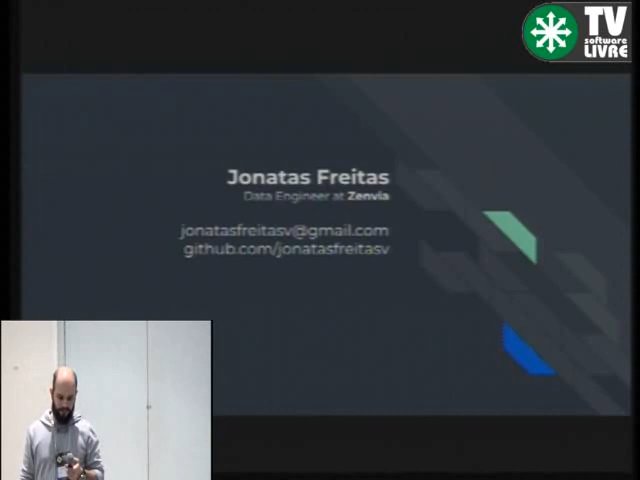 TV
software
LIVRE
Jonatas Freitas
Data Engineer at Zenvia
jonatasfreitasv@gmail.com
github.com/jonatasfreitasv